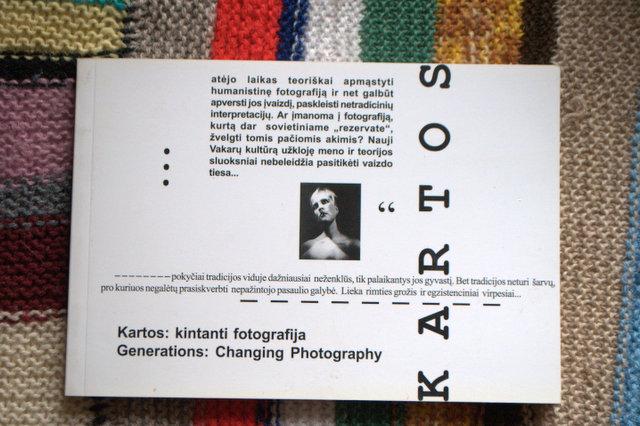 atėjo laikas teoriškai apmąstyti
humanistinę fotografiją ir net galbūt
apversti jos įvaizdį, paskleisti netradicinių
interpretacijų. Ar įmanoma į fotografiją,
kurtą dar sovietiniame „rezervate“,
žvelgti tomis pačiomis akimis? Nauji
Vakarų kultūrą užkloję meno ir teorijos
sluoksniai nebeleidžia pasitikėti vaizdo
tiesa...
“
KARTOS
–––––––– pokyčiai tradicijos viduje dažniausiai neženklūs, tik palaikantys jos gyvastį. Bet tradicijos neturi šarvų,
pro kuriuos negalėtų prasiskverbti nepažintojo pasaulio galybė. Lieka rimties grožis ir egzistenciniai virpesiai...
Kartos: kintanti fotografija
Generations: Changing Photography